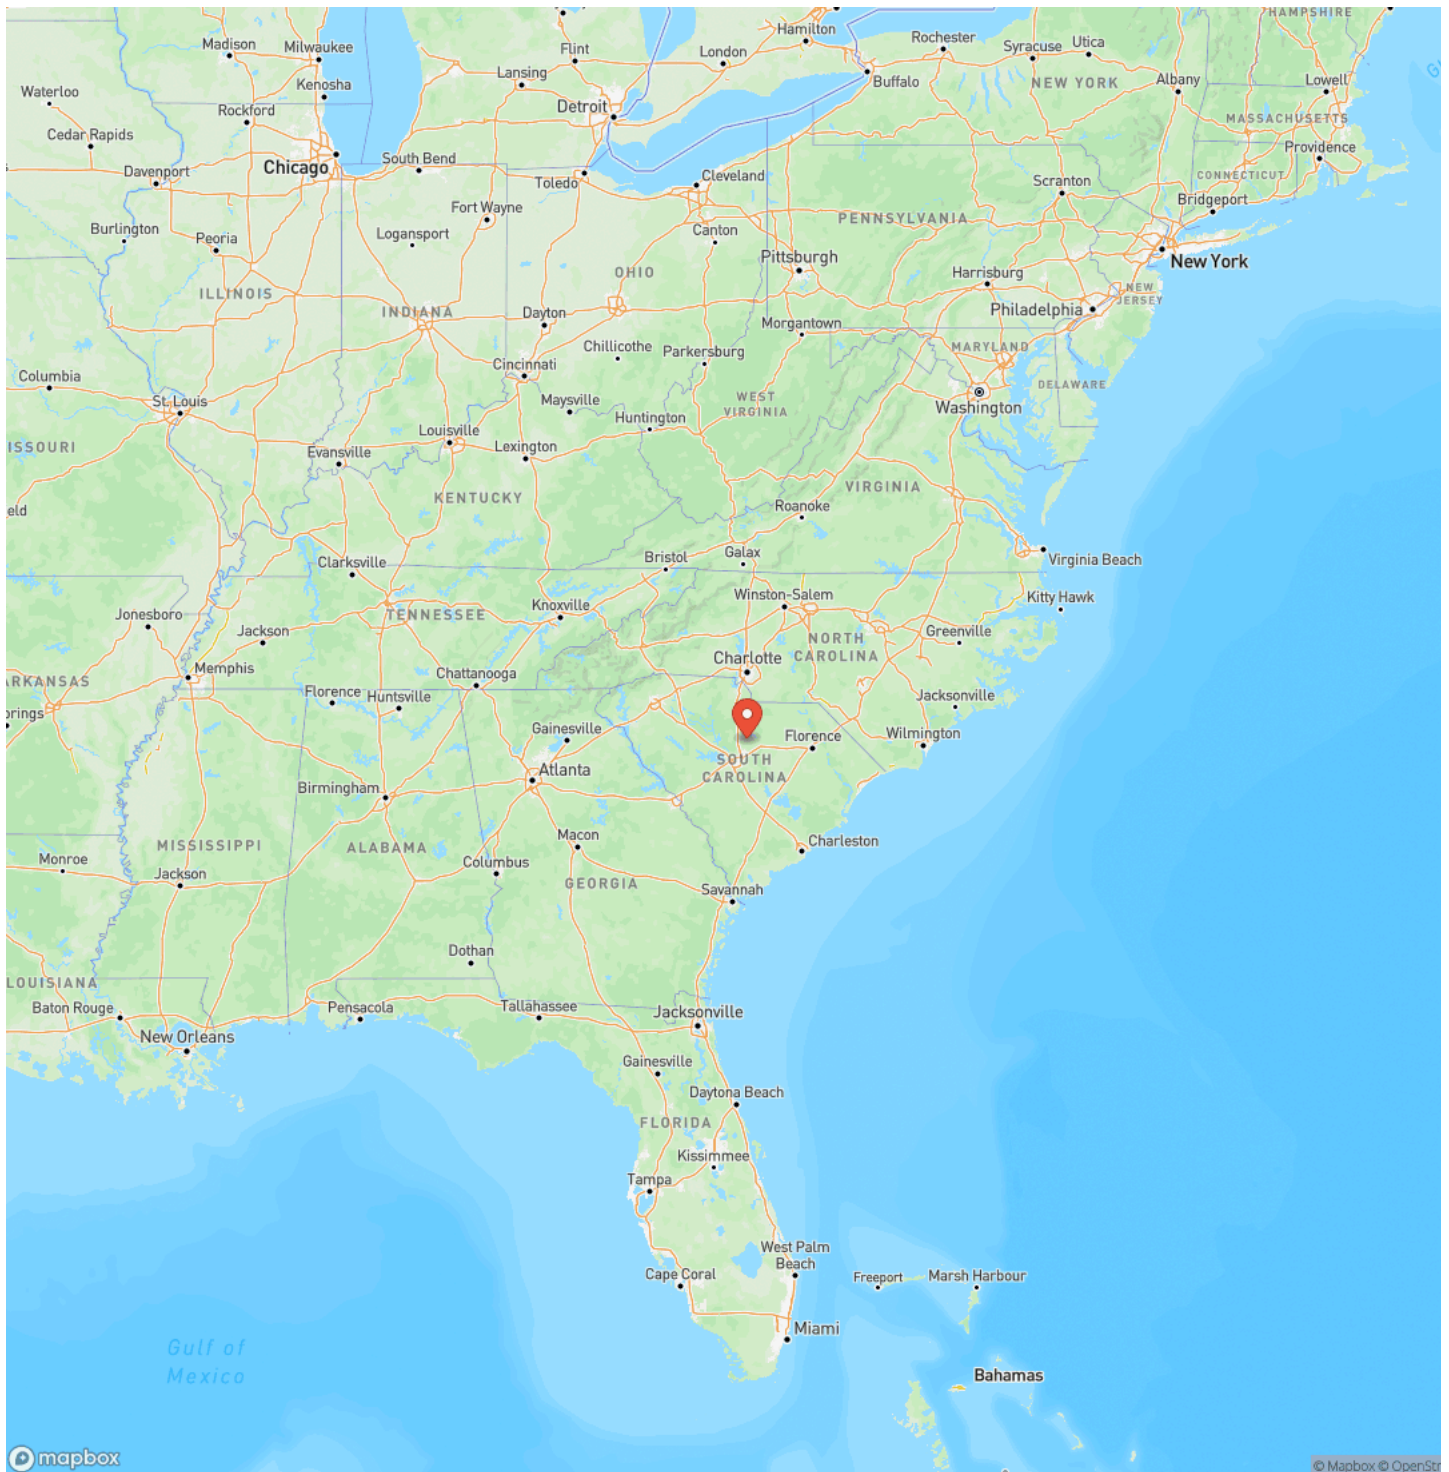 HAMPSHIRE
Hamilton
Rochester
Madison
Milwaukee
Flint
London
Syracuse
Utica
Lansing
Buffalo
NEW YORK
Albany
Lowell
Waterloo
Kenosha
Rockford
Detroit
MASSACHUSETTS
Cedar Rapids
Chicago
South Bend
Providence
Davenport
Toledo
Cleveland
Scranton
CONNECTICUT
Bridgeport
Fort Wayne
PENNSYLVANIA
Burlington
Peoria
Logansport
Canton
Pittsburgh
New York
OHIO
Harrisburg
ILLINOIS
NEW
JERSEY
INDIANA
Dayton
Philadelphia
Morgantown
Chillicothe
Parkersburg
MARYLAND
Cincinnati
Columbia
DELAWARE
St. Louis
Maysville
WEST
VIRGINIA
Washington
Huntington
ISSOURI
Louisville
Lexington
Evansville
KENTUCKY
VIRGINIA
eld
Roanoke
Clarksville
Bristol
Galax
Virginia Beach
Jonesboro
TENNESSEE
Knoxville
Winston-Salem
Kitty Hawk
Jackson
NORTH
CAROLINA
Greenville
Memphis
Chattanooga
Charlotte
ARKANSAS
Florence
Huntsville
Jacksonville
orings
Gainesville
Florence
Wilmington
SOUTH
CAROLINA
Atlanta
Birmingham
MISSISSIPPI
ALABAMA
Macon
Charleston
Monroe
Jackson
Columbus
GEORGIA
Savannah
Dothan
LOUISIANA
Baton Rouge
Pensacola
Tallahassee
Jacksonville
New Orleans
Gainesville
Daytona Beach
FLORIDA
Kissimmee
Tampa
West Palm
Beach
Cape Coral
Freeport
Marsh Harbour
Miami
Gulf of
Mexico
Bahamas
mapbox
© Mapbox © OpenStr